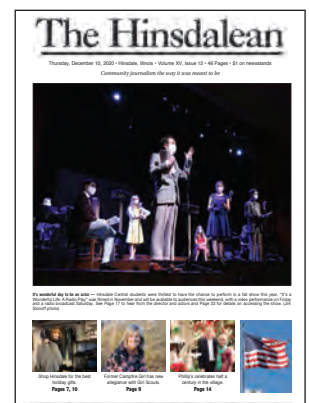 The Hinsdalean
Thursday, December 10, 2020 • Hinsdale, Illinois • Volume XV, Issue 12 • 48 Pages • $1 on newsstands
Community journalism the way it was meant to be
It's wonderful day to be an actor — Hinsdale Central students were thrilled to have the chance to perform in a fall show this year. "It's a
Wonderful Life: A Radio Play" was filmed in November and will be available to audiences this weekend, with a video performance on Friday
and a radio broadcast Saturday. See Page 17 to hear from the director and actors and Page 23 for details on accessing the show. (Jim
Slonoff photo)
Shop Hinsdale for the best
holiday gifts.
Pages 7, 10
Former Campfire Girl has new
allegiance with Girl Scouts.
Page 9
Phillip's celebrates half a
century in the village.
Page 14